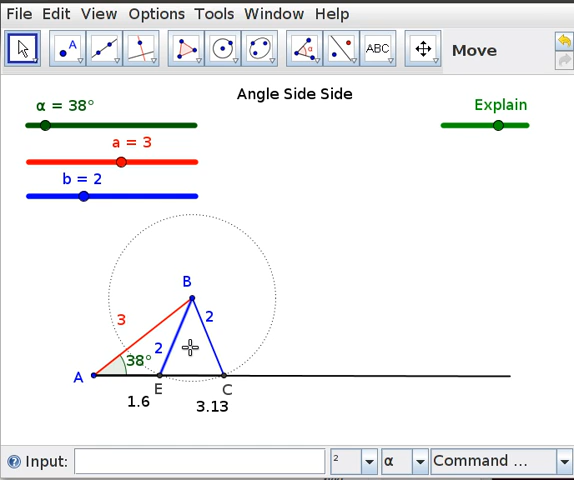 File Edit View Options Tools Window Help
A α ABC Move
Angle Side Side
α = 38°
Explain
a = 3
b = 2
B
3
2
2
38°
A
E
C
1.6
3.13
Input: 2 α Command ...